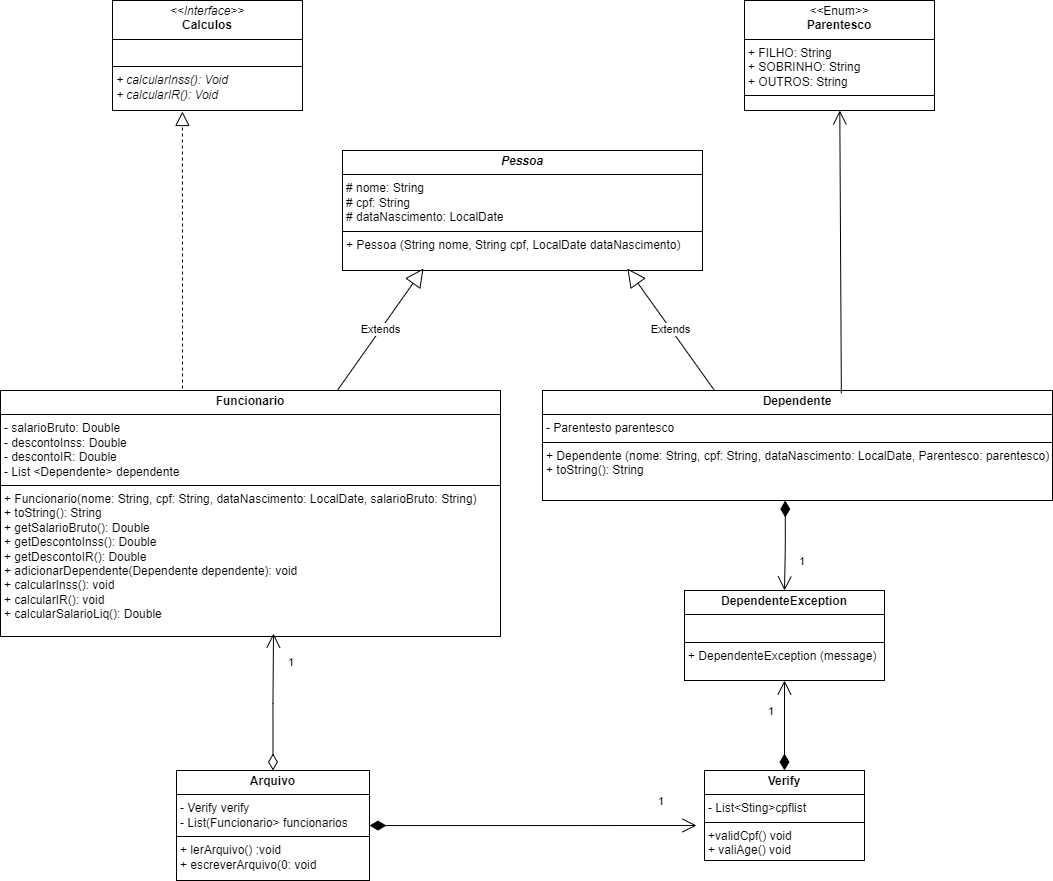 <<Interface>>
Calculos
+ calcularInss(): Void
+ calcularIR(): Void
<<Enum>>
Parentesco
+ FILHO: String
+ SOBRINHO: String
+ OUTROS: String
Pessoa
# nome: String
# cpf: String
# dataNascimento: LocalDate
+ Pessoa (String nome, String cpf, LocalDate dataNascimento)
Extends
Extends
Funcionario
- salarioBruto: Double
- descontoInss: Double
- descontoIR: Double
- List <Dependente> dependente
+ Funcionario(nome: String, cpf: String, dataNascimento: LocalDate, salarioBruto: String)
+ toString(): String
+ getSalarioBruto(): Double
+ getDescontoInss(): Double
+ getDescontoIR(): Double
+ adicionarDependente(Dependente dependente): void
+ calcularInss(): void
+ calcularIR(): void
+ calcularSalarioLiq(): Double
Dependente
- Parentesto parentesco
+ Dependente (nome: String, cpf: String, dataNascimento: LocalDate, Parentesco: parentesco)
+ toString(): String
1
DependenteException
+ DependenteException (message)
1
1
Arquivo
- Verify verify
- List(Funcionario> funcionarios
+ lerArquivo() :void
+ escreverArquivo(0: void
1
Verify
- List<Sting>cpflist
+validCpf() void
+ valiAge() void